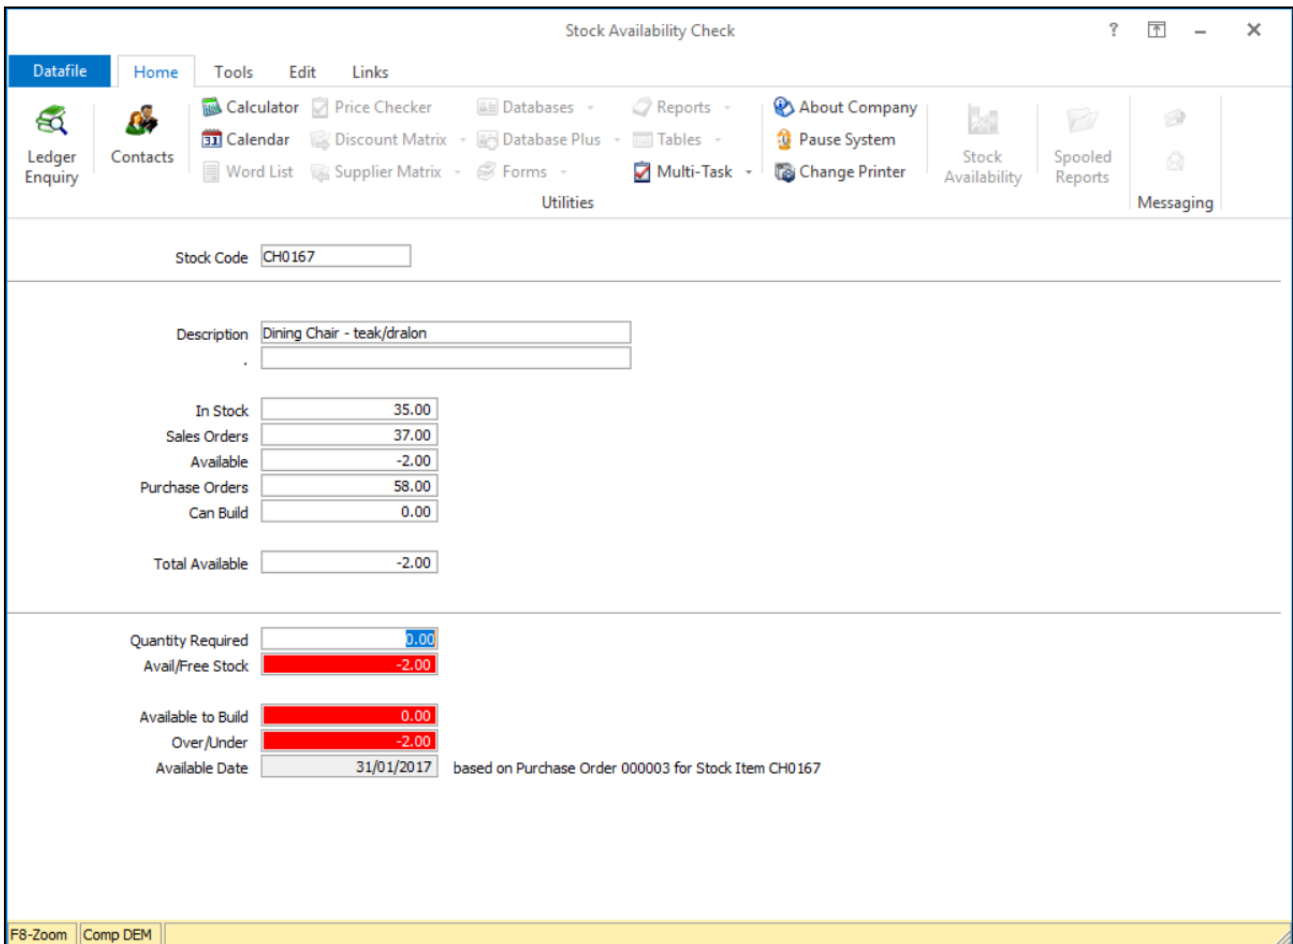 Stock Availability Check ?
Datafile Home Tools Edit Links
Calculator Price Checker Databases Reports About Company
Calendar Discount Matrix Database Plus Tables Pause System
Word List Supplier Matrix Forms Multi-Task Change Printer
Ledger Enquiry
Contacts
Stock Availability
Spooled Reports
Utilities Messaging
Stock Code CH0167
Description Dining Chair - teak/dralon
.
In Stock 35.00
Sales Orders 37.00
Available -2.00
Purchase Orders 58.00
Can Build 0.00
Total Available -2.00
Quantity Required 0.00
Avail/Free Stock -2.00
Available to Build 0.00
Over/Under -2.00
Available Date 31/01/2017 based on Purchase Order 000003 for Stock Item CH0167
F8-Zoom Comp DEM